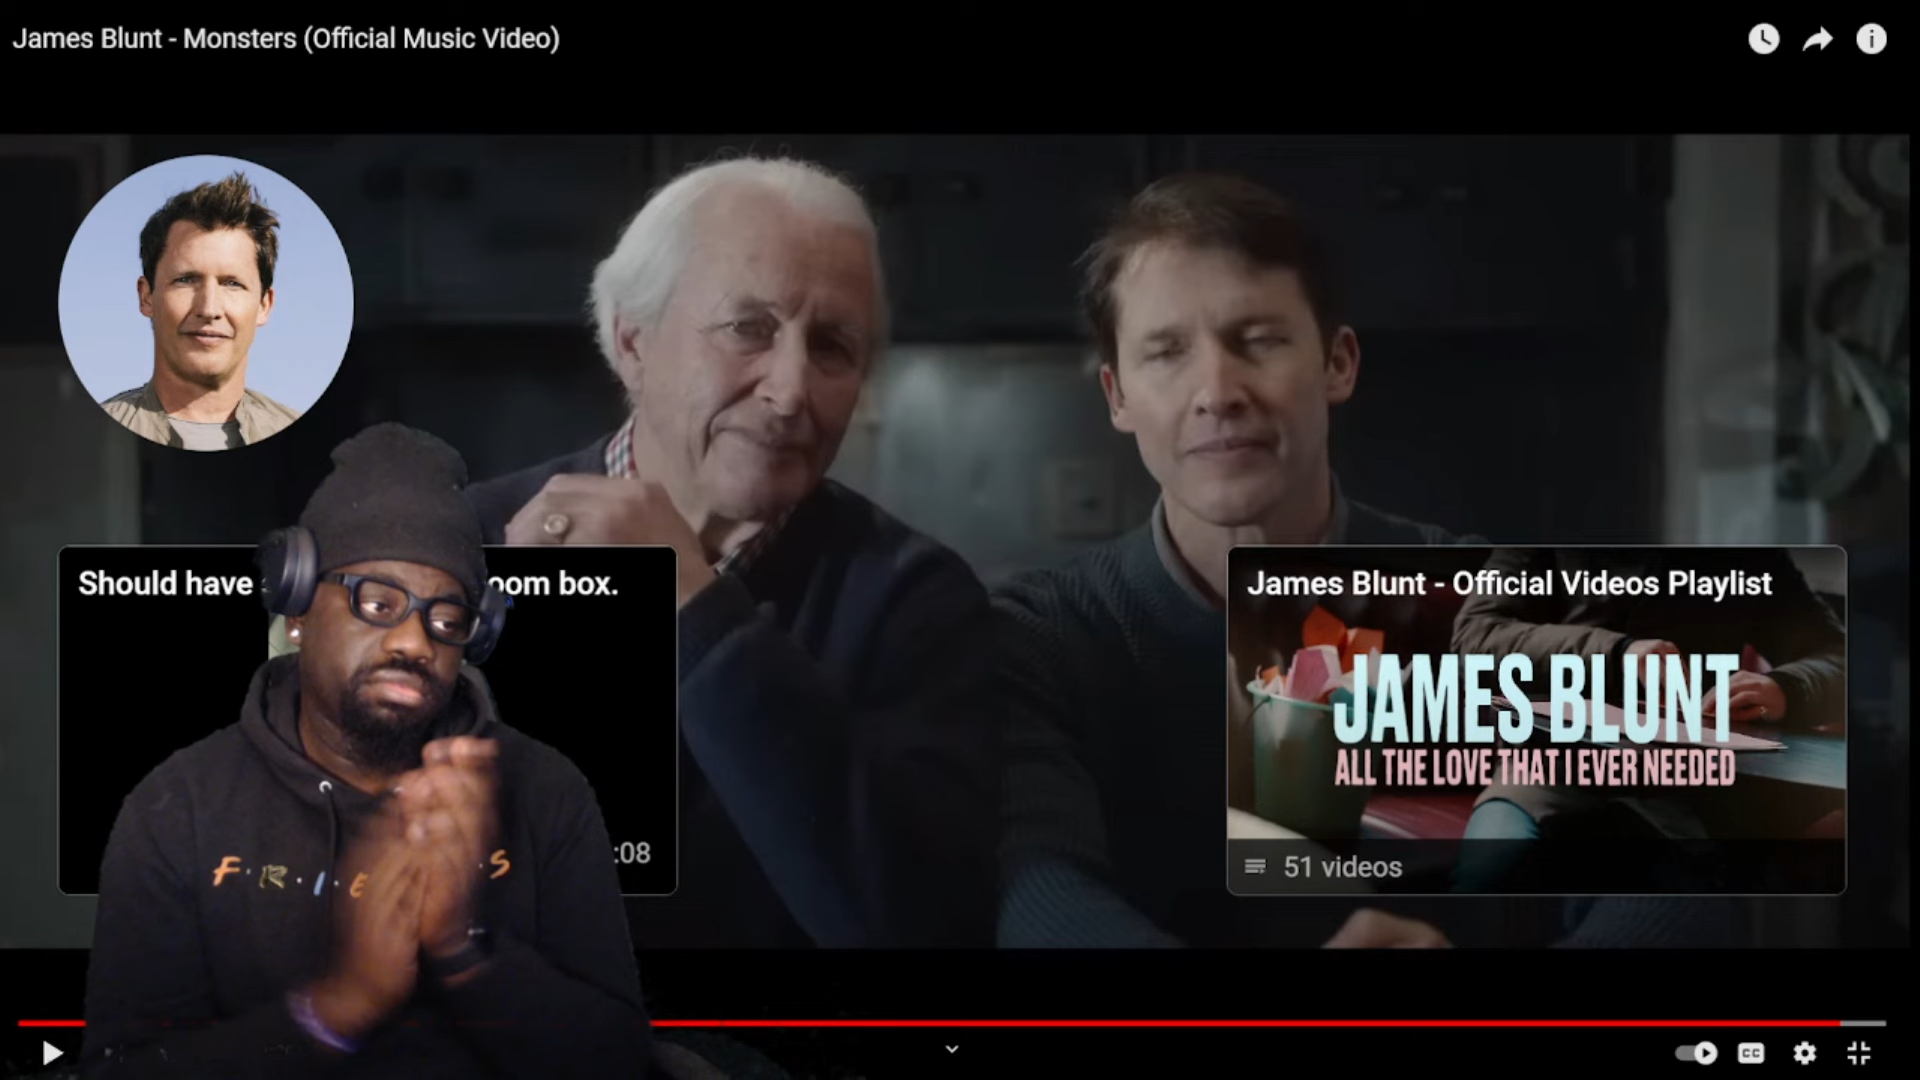 James Blunt - Monsters (Official Music Video)
Should have
oom box.
James Blunt - Official Videos Playlist
JAMES BLUNT
ALL THE LOVE THAT I EVER NEEDED
:08
51 videos
F·R·I·E
·S
CC